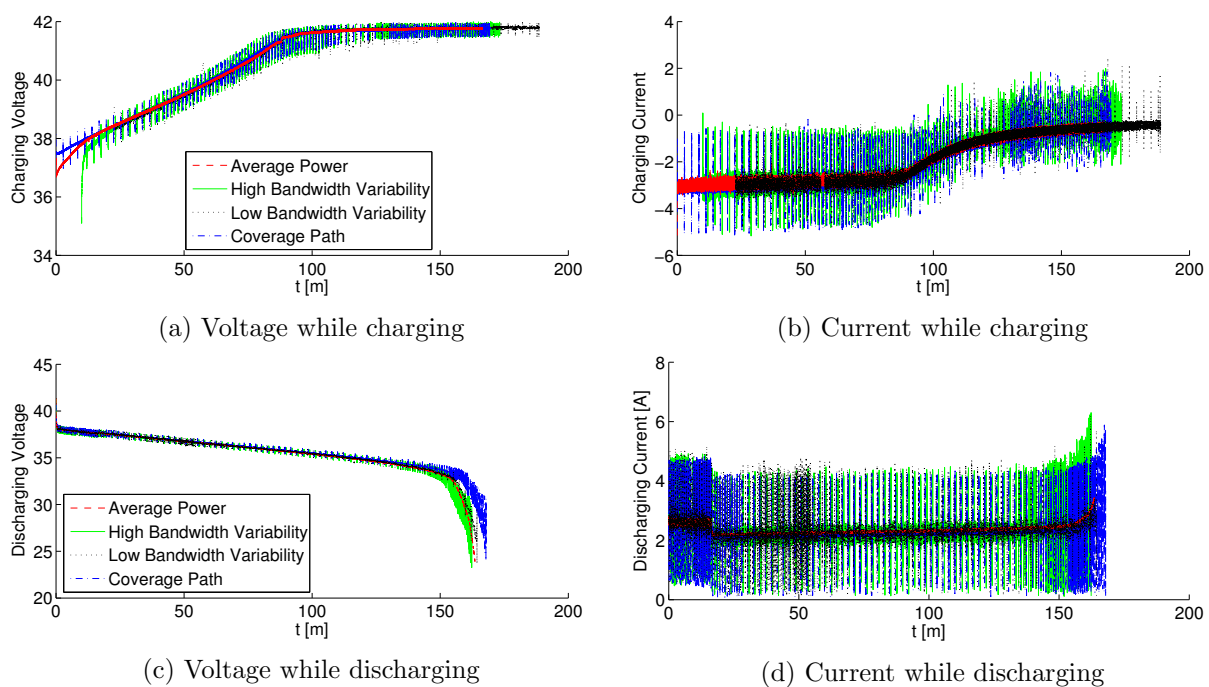 42
40
38
36
34
Charging Voltage
Average Power
High Bandwidth Variability
Low Bandwidth Variability
Coverage Path
0 50 100 150 200
t [m]
(a) Voltage while charging
4
2
0
−2
−4
−6
Charging Current
0 50 100 150 200
t [m]
(b) Current while charging
45
40
35
30
25
20
Discharging Voltage
Average Power
High Bandwidth Variability
Low Bandwidth Variability
Coverage Path
0 50 100 150 200
t [m]
(c) Voltage while discharging
8
6
4
2
0
Discharging Current [A]
0 50 100 150 200
t [m]
(d) Current while discharging